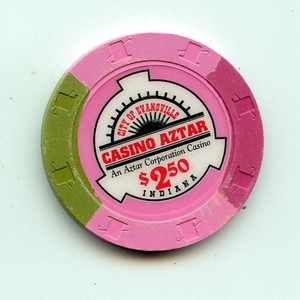 CITY OF EVANSVILLE
CASINO AZTAR
An Aztar Corporation Casino
$2.50
INDIANA